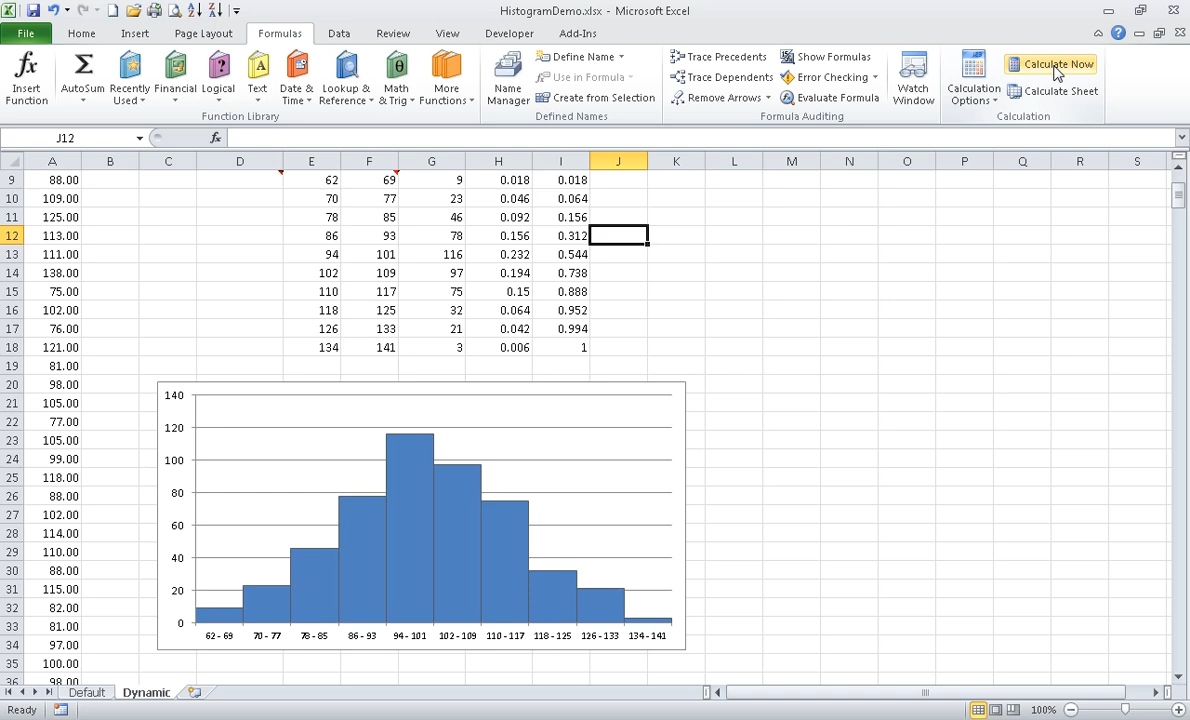 HistogramDemo.xlsx - Microsoft Excel
File Home Insert Page Layout Formulas Data Review View Developer Add-Ins
fx Σ ? A θ
Insert Function
AutoSum
Recently Used
Financial
Logical
Text
Date & Time
Lookup & Reference
Math & Trig
More Functions
Function Library
Name Manager
Define Name
Use in Formula
Create from Selection
Defined Names
Trace Precedents
Trace Dependents
Remove Arrows
Show Formulas
Error Checking
Evaluate Formula
Formula Auditing
Watch Window
Calculation Options
Calculate Now
Calculate Sheet
Calculation
J12 fx
A B C D E F G H I J K L M N O P Q R S
9 88.00 62 69 9 0.018 0.018
10 109.00 70 77 23 0.046 0.064
11 125.00 78 85 46 0.092 0.156
12 113.00 86 93 78 0.156 0.312
13 111.00 94 101 116 0.232 0.544
14 138.00 102 109 97 0.194 0.738
15 75.00 110 117 75 0.15 0.888
16 102.00 118 125 32 0.064 0.952
17 76.00 126 133 21 0.042 0.994
18 121.00 134 141 3 0.006 1
19 81.00
20 98.00
21 105.00
22 77.00
23 105.00
24 99.00
25 118.00
26 88.00
27 102.00
28 114.00
29 110.00
30 88.00
31 115.00
32 82.00
33 81.00
34 97.00
35 100.00
36 98.00
140
120
100
80
60
40
20
0
62 - 69 70 - 77 78 - 85 86 - 93 94 - 101 102 - 109 110 - 117 118 - 125 126 - 133 134 - 141
Default Dynamic
Ready 100%